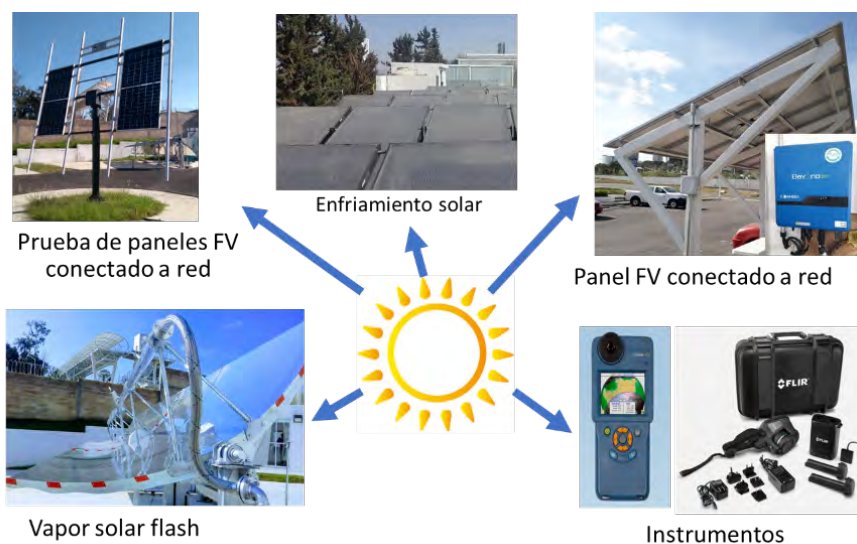 Prueba de paneles FV
conectado a red
Enfriamiento solar
Panel FV conectado a red
Vapor solar flash
FLIR
Instrumentos